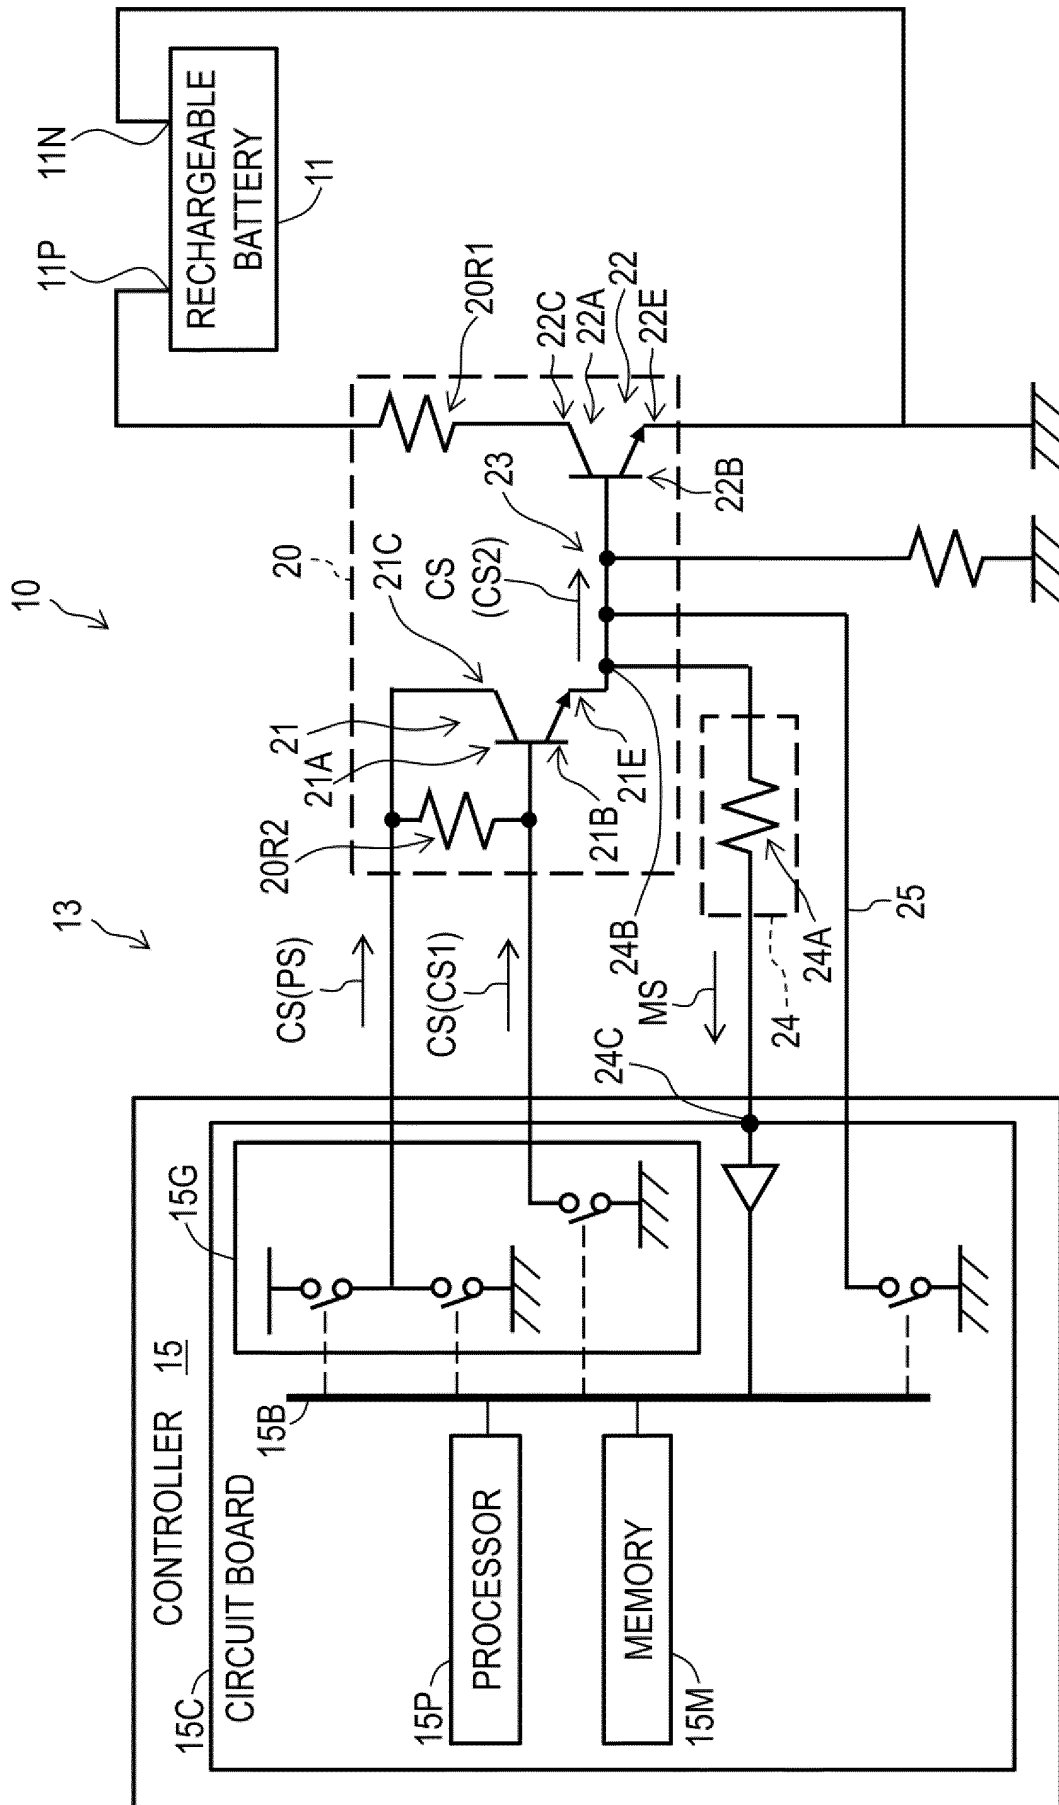 10
13
CONTROLLER 15
15C
CIRCUIT BOARD
15G
15B
PROCESSOR
15P
MEMORY
15M
CS(PS)
CS(CS1)
20R2
21
21A
21C
21B
21E
20
CS
(CS2)
23
24B
24C
MS
24
24A
25
11P
11N
RECHARGEABLE
BATTERY
11
20R1
22C
22A
22
22E
22B